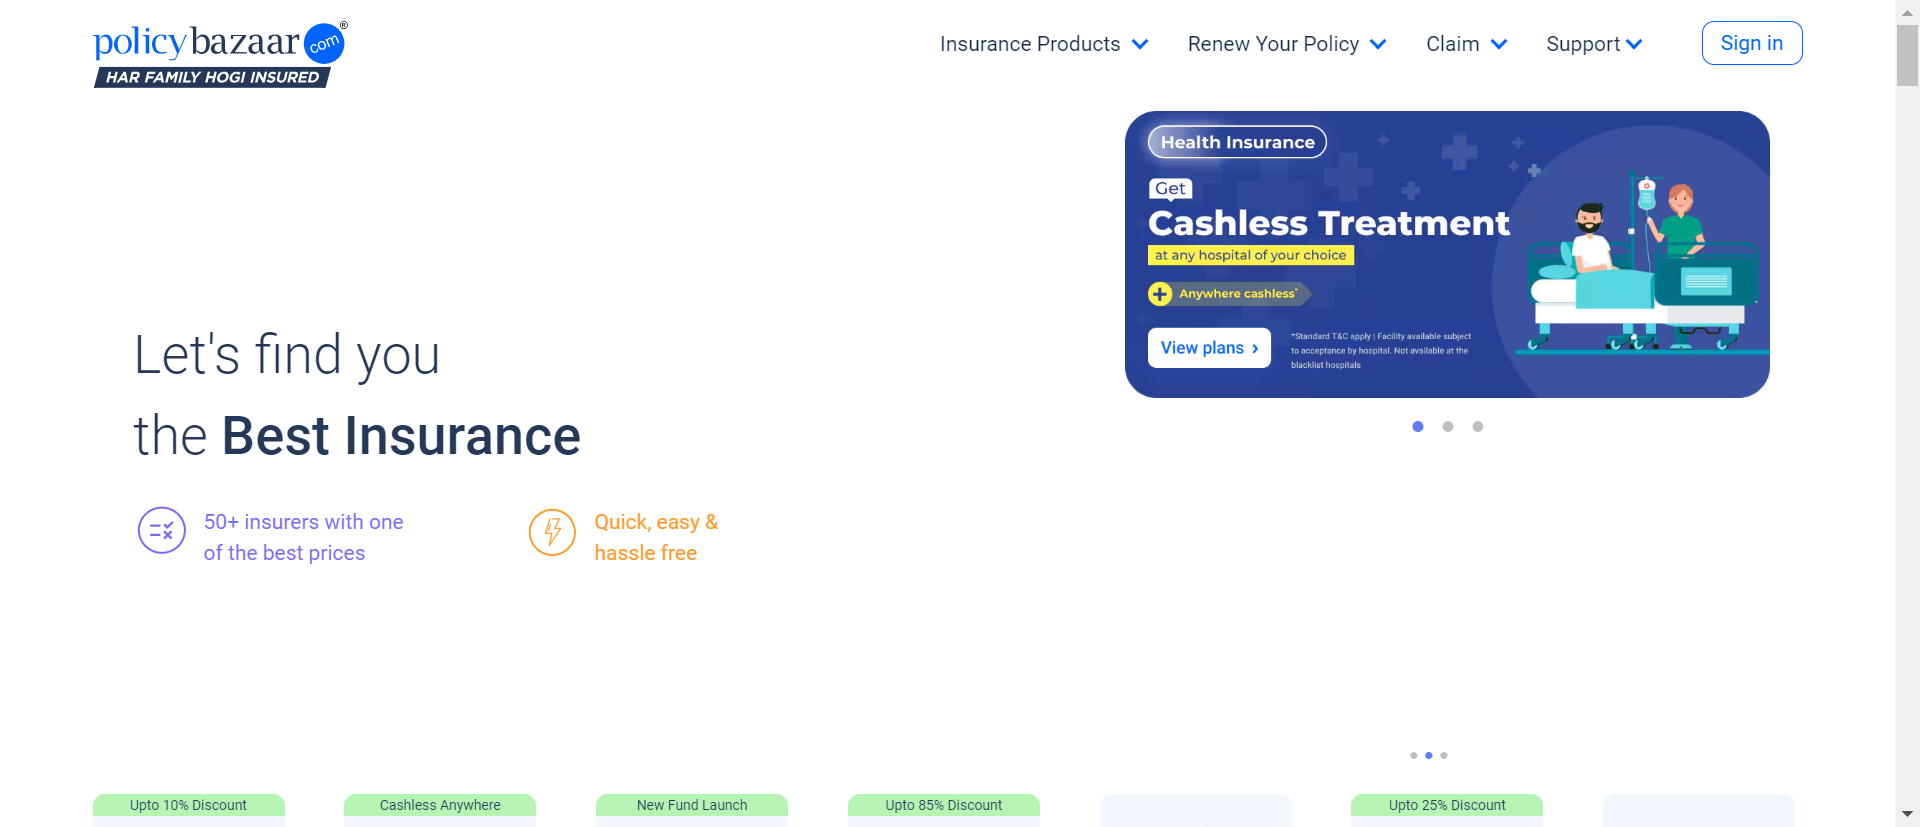 policybazaar com ®
HAR FAMILY HOGI INSURED
Insurance Products
Renew Your Policy
Claim
Support
Sign in
Health Insurance
Get
Cashless Treatment
at any hospital of your choice
Anywhere cashless*
View plans ›
*Standard T&C apply | Facility available subject
to acceptance by hospital. Not available at the
blacklist hospitals
Let's find you
the Best Insurance
50+ insurers with one
of the best prices
Quick, easy &
hassle free
Upto 10% Discount
Cashless Anywhere
New Fund Launch
Upto 85% Discount
Upto 25% Discount